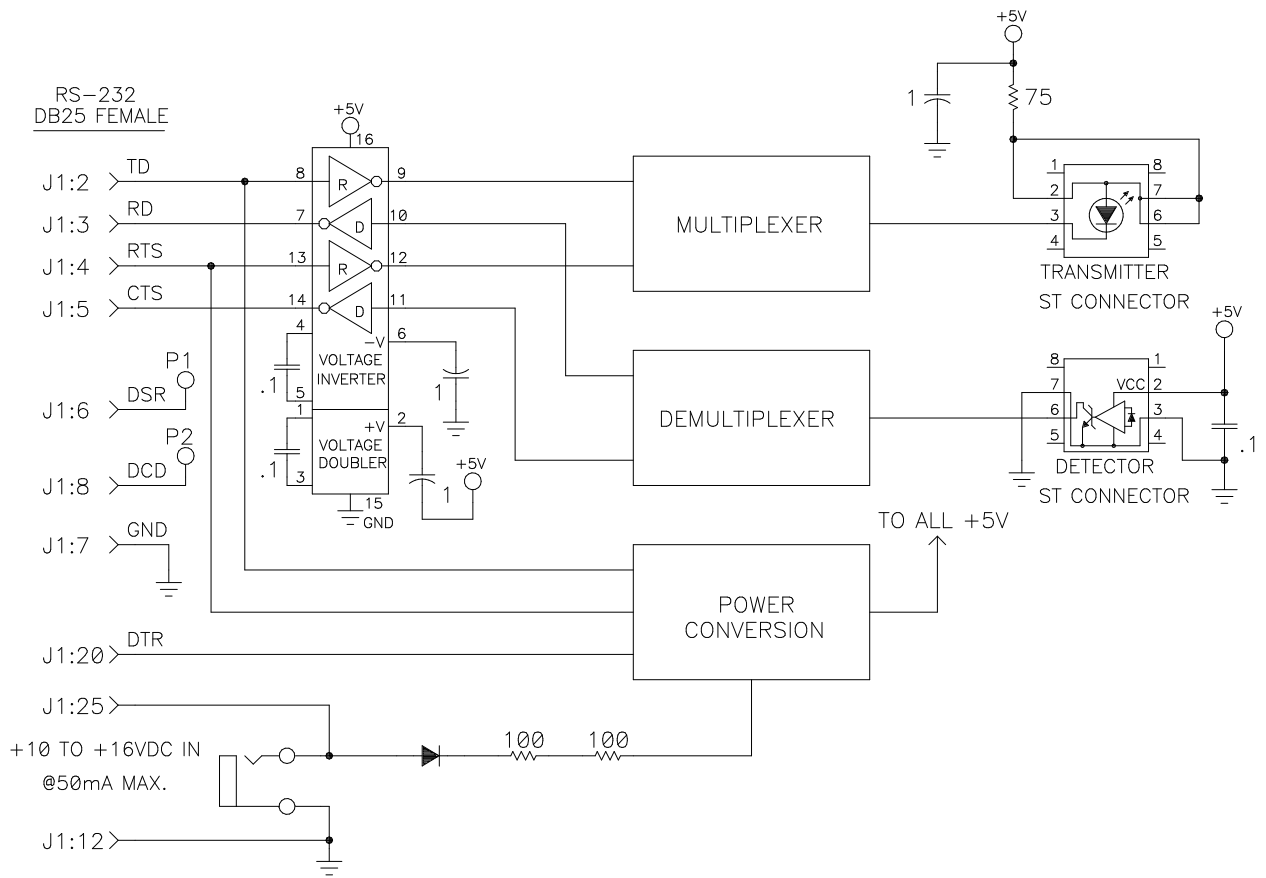 RS-232
DB25 FEMALE
J1:2
TD
J1:3
RD
J1:4
RTS
J1:5
CTS
P1
J1:6
DSR
P2
J1:8
DCD
J1:7
GND
J1:20
DTR
J1:25
+10 TO +16VDC IN
@50mA MAX.
J1:12
+5V
16
8
R
9
7
D
10
13
R
12
14
D
11
4
-V
6
VOLTAGE
INVERTER
.1
5
1
1
+V
2
VOLTAGE
DOUBLER
.1
3
1
+5V
15
GND
100
100
MULTIPLEXER
DEMULTIPLEXER
POWER
CONVERSION
TO ALL +5V
+5V
1
75
1
8
2
7
3
6
4
5
TRANSMITTER
ST CONNECTOR
+5V
8
1
7
VCC
2
6
3
5
4
.1
DETECTOR
ST CONNECTOR